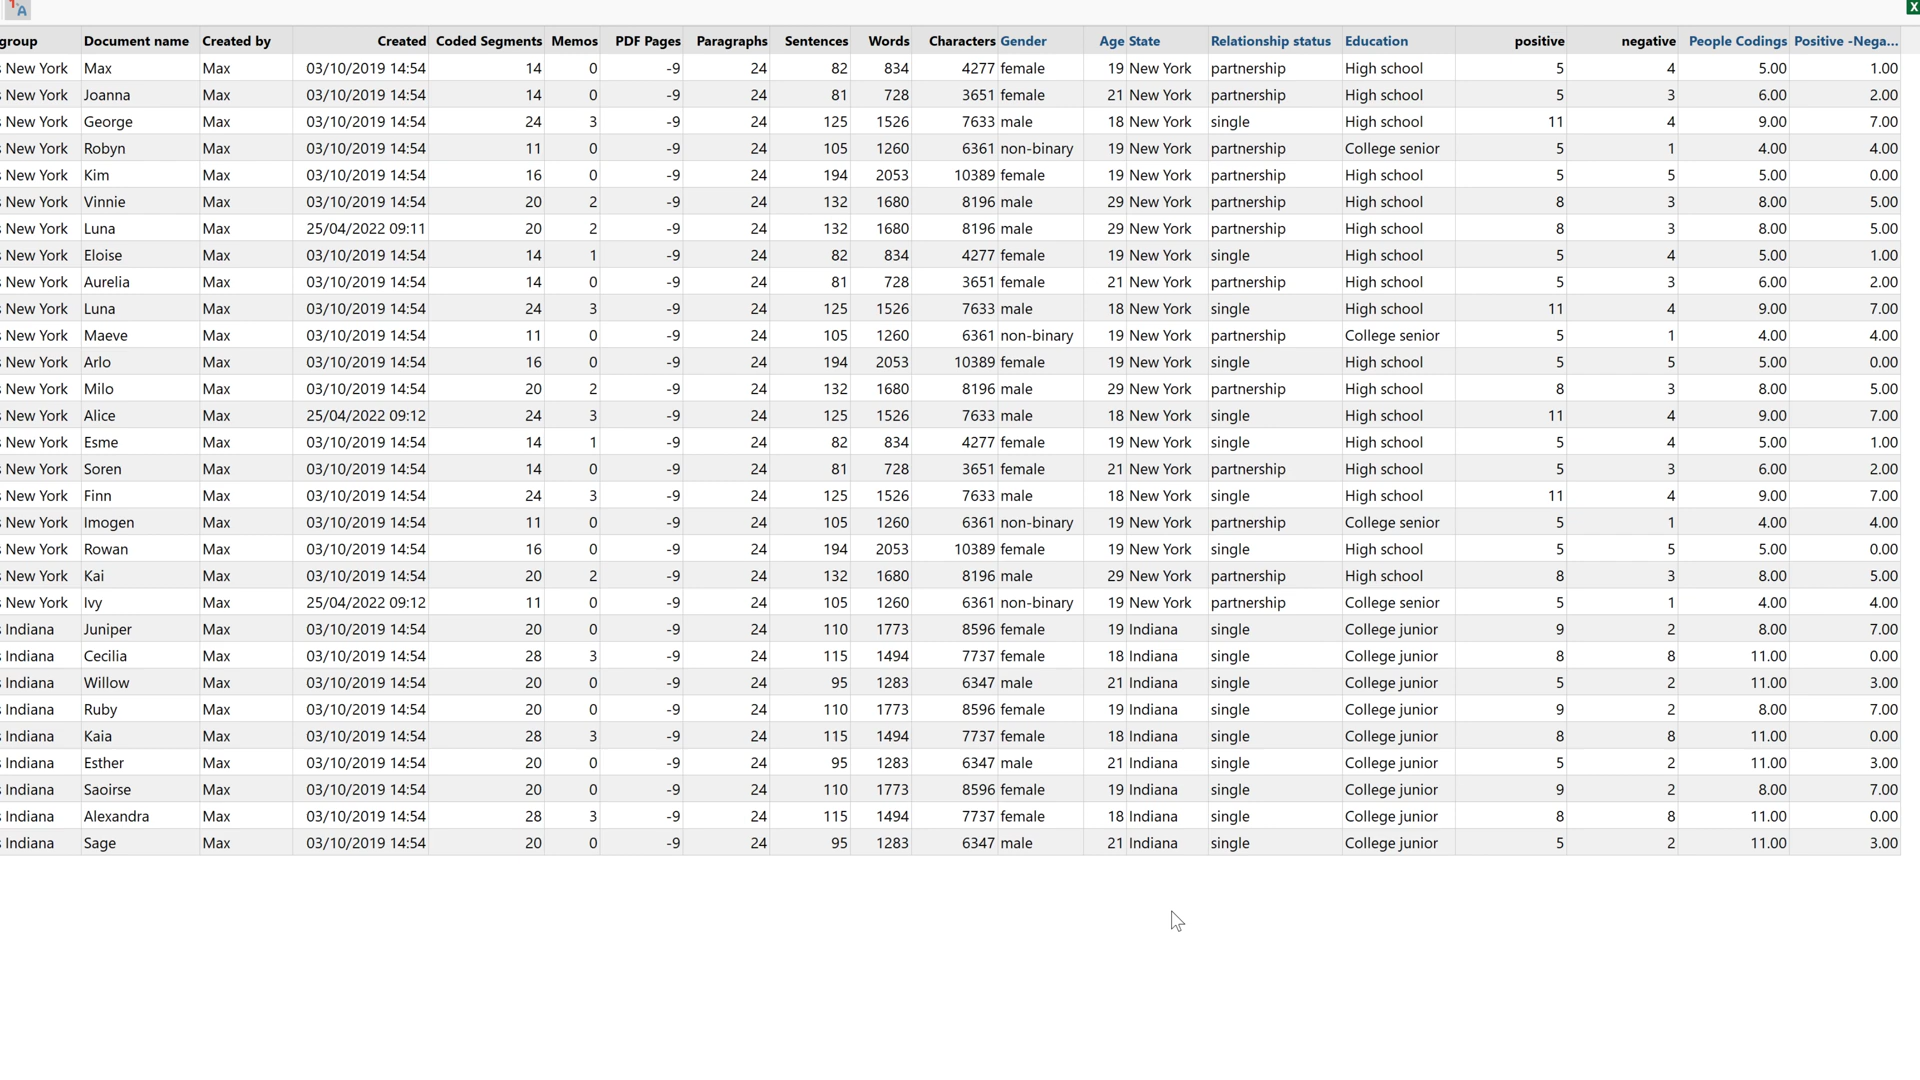 A
X
group Document name Created by Created Coded Segments Memos PDF Pages Paragraphs Sentences Words Characters Gender Age State Relationship status Education positive negative People Codings Positive -Nega...
s New York Max Max 03/10/2019 14:54 14 0 -9 24 82 834 4277 female 19 New York partnership High school 5 4 5.00 1.00
s New York Joanna Max 03/10/2019 14:54 14 0 -9 24 81 728 3651 female 21 New York partnership High school 5 3 6.00 2.00
s New York George Max 03/10/2019 14:54 24 3 -9 24 125 1526 7633 male 18 New York single High school 11 4 9.00 7.00
s New York Robyn Max 03/10/2019 14:54 11 0 -9 24 105 1260 6361 non-binary 19 New York partnership College senior 5 1 4.00 4.00
s New York Kim Max 03/10/2019 14:54 16 0 -9 24 194 2053 10389 female 19 New York partnership High school 5 5 5.00 0.00
s New York Vinnie Max 03/10/2019 14:54 20 2 -9 24 132 1680 8196 male 29 New York partnership High school 8 3 8.00 5.00
s New York Luna Max 25/04/2022 09:11 20 2 -9 24 132 1680 8196 male 29 New York partnership High school 8 3 8.00 5.00
s New York Eloise Max 03/10/2019 14:54 14 1 -9 24 82 834 4277 female 19 New York single High school 5 4 5.00 1.00
s New York Aurelia Max 03/10/2019 14:54 14 0 -9 24 81 728 3651 female 21 New York partnership High school 5 3 6.00 2.00
s New York Luna Max 03/10/2019 14:54 24 3 -9 24 125 1526 7633 male 18 New York single High school 11 4 9.00 7.00
s New York Maeve Max 03/10/2019 14:54 11 0 -9 24 105 1260 6361 non-binary 19 New York partnership College senior 5 1 4.00 4.00
s New York Arlo Max 03/10/2019 14:54 16 0 -9 24 194 2053 10389 female 19 New York single High school 5 5 5.00 0.00
s New York Milo Max 03/10/2019 14:54 20 2 -9 24 132 1680 8196 male 29 New York partnership High school 8 3 8.00 5.00
s New York Alice Max 25/04/2022 09:12 24 3 -9 24 125 1526 7633 male 18 New York single High school 11 4 9.00 7.00
s New York Esme Max 03/10/2019 14:54 14 1 -9 24 82 834 4277 female 19 New York single High school 5 4 5.00 1.00
s New York Soren Max 03/10/2019 14:54 14 0 -9 24 81 728 3651 female 21 New York partnership High school 5 3 6.00 2.00
s New York Finn Max 03/10/2019 14:54 24 3 -9 24 125 1526 7633 male 18 New York single High school 11 4 9.00 7.00
s New York Imogen Max 03/10/2019 14:54 11 0 -9 24 105 1260 6361 non-binary 19 New York partnership College senior 5 1 4.00 4.00
s New York Rowan Max 03/10/2019 14:54 16 0 -9 24 194 2053 10389 female 19 New York single High school 5 5 5.00 0.00
s New York Kai Max 03/10/2019 14:54 20 2 -9 24 132 1680 8196 male 29 New York partnership High school 8 3 8.00 5.00
s New York Ivy Max 25/04/2022 09:12 11 0 -9 24 105 1260 6361 non-binary 19 New York partnership College senior 5 1 4.00 4.00
s Indiana Juniper Max 03/10/2019 14:54 20 0 -9 24 110 1773 8596 female 19 Indiana single College junior 9 2 8.00 7.00
s Indiana Cecilia Max 03/10/2019 14:54 28 3 -9 24 115 1494 7737 female 18 Indiana single College junior 8 8 11.00 0.00
s Indiana Willow Max 03/10/2019 14:54 20 0 -9 24 95 1283 6347 male 21 Indiana single College junior 5 2 11.00 3.00
s Indiana Ruby Max 03/10/2019 14:54 20 0 -9 24 110 1773 8596 female 19 Indiana single College junior 9 2 8.00 7.00
s Indiana Kaia Max 03/10/2019 14:54 28 3 -9 24 115 1494 7737 female 18 Indiana single College junior 8 8 11.00 0.00
s Indiana Esther Max 03/10/2019 14:54 20 0 -9 24 95 1283 6347 male 21 Indiana single College junior 5 2 11.00 3.00
s Indiana Saoirse Max 03/10/2019 14:54 20 0 -9 24 110 1773 8596 female 19 Indiana single College junior 9 2 8.00 7.00
s Indiana Alexandra Max 03/10/2019 14:54 28 3 -9 24 115 1494 7737 female 18 Indiana single College junior 8 8 11.00 0.00
s Indiana Sage Max 03/10/2019 14:54 20 0 -9 24 95 1283 6347 male 21 Indiana single College junior 5 2 11.00 3.00